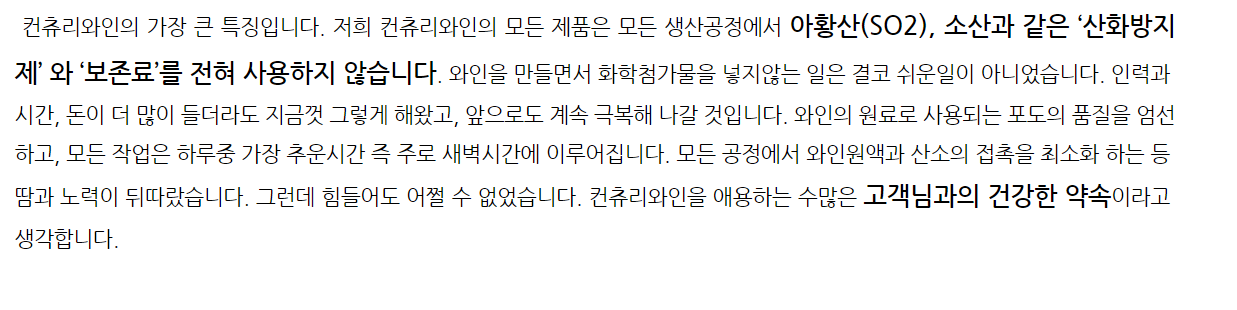 컨츄리와인의 가장 큰 특징입니다. 저희 컨츄리와인의 모든 제품은 모든 생산공정에서 아황산(SO2), 소산과 같은 ‘산화방지
제’ 와 ‘보존료’를 전혀 사용하지 않습니다. 와인을 만들면서 화학첨가물을 넣지않는 일은 결코 쉬운일이 아니었습니다. 인력과
시간, 돈이 더 많이 들더라도 지금껏 그렇게 해왔고, 앞으로도 계속 극복해 나갈 것입니다. 와인의 원료로 사용되는 포도의 품질을 엄선
하고, 모든 작업은 하루중 가장 추운시간 즉 주로 새벽시간에 이루어집니다. 모든 공정에서 와인원액과 산소의 접촉을 최소화 하는 등
땀과 노력이 뒤따랐습니다. 그런데 힘들어도 어쩔 수 없었습니다. 컨츄리와인을 애용하는 수많은 고객님과의 건강한 약속이라고
생각합니다.